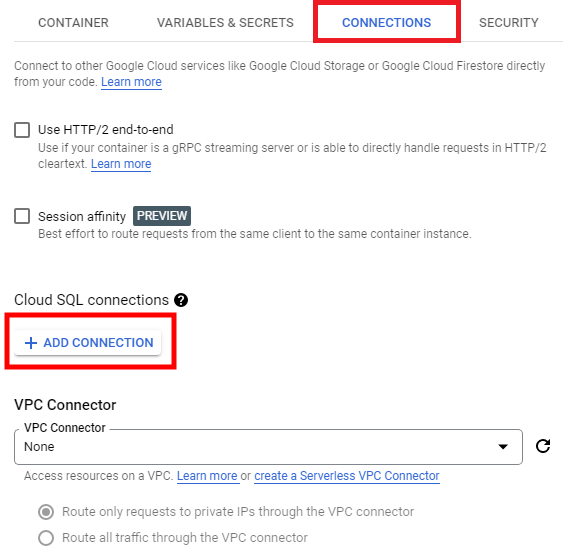 CONTAINER VARIABLES & SECRETS CONNECTIONS SECURITY
Connect to other Google Cloud services like Google Cloud Storage or Google Cloud Firestore directly
from your code. Learn more
Use HTTP/2 end-to-end
Use if your container is a gRPC streaming server or is able to directly handle requests in HTTP/2
cleartext. Learn more
Session affinity PREVIEW
Best effort to route requests from the same client to the same container instance.
Cloud SQL connections ?
+ ADD CONNECTION
VPC Connector
VPC Connector
None
Access resources on a VPC. Learn more or create a Serverless VPC Connector
Route only requests to private IPs through the VPC connector
Route all traffic through the VPC connector